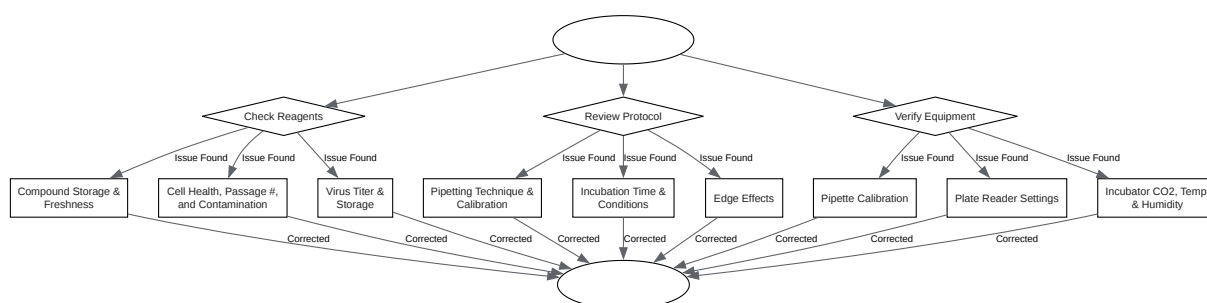 Check Reagents
Review Protocol
Verify Equipment
Issue Found
Issue Found
Issue Found
Issue Found
Issue Found
Issue Found
Issue Found
Issue Found
Issue Found
Compound Storage &
Freshness
Cell Health, Passage #,
and Contamination
Virus Titer &
Storage
Pipetting Technique &
Calibration
Incubation Time &
Conditions
Edge Effects
Pipette Calibration
Plate Reader Settings
Incubator CO2, Temp
& Humidity
Corrected
Corrected
Corrected
Corrected
Corrected
Corrected
Corrected
Corrected
Corrected